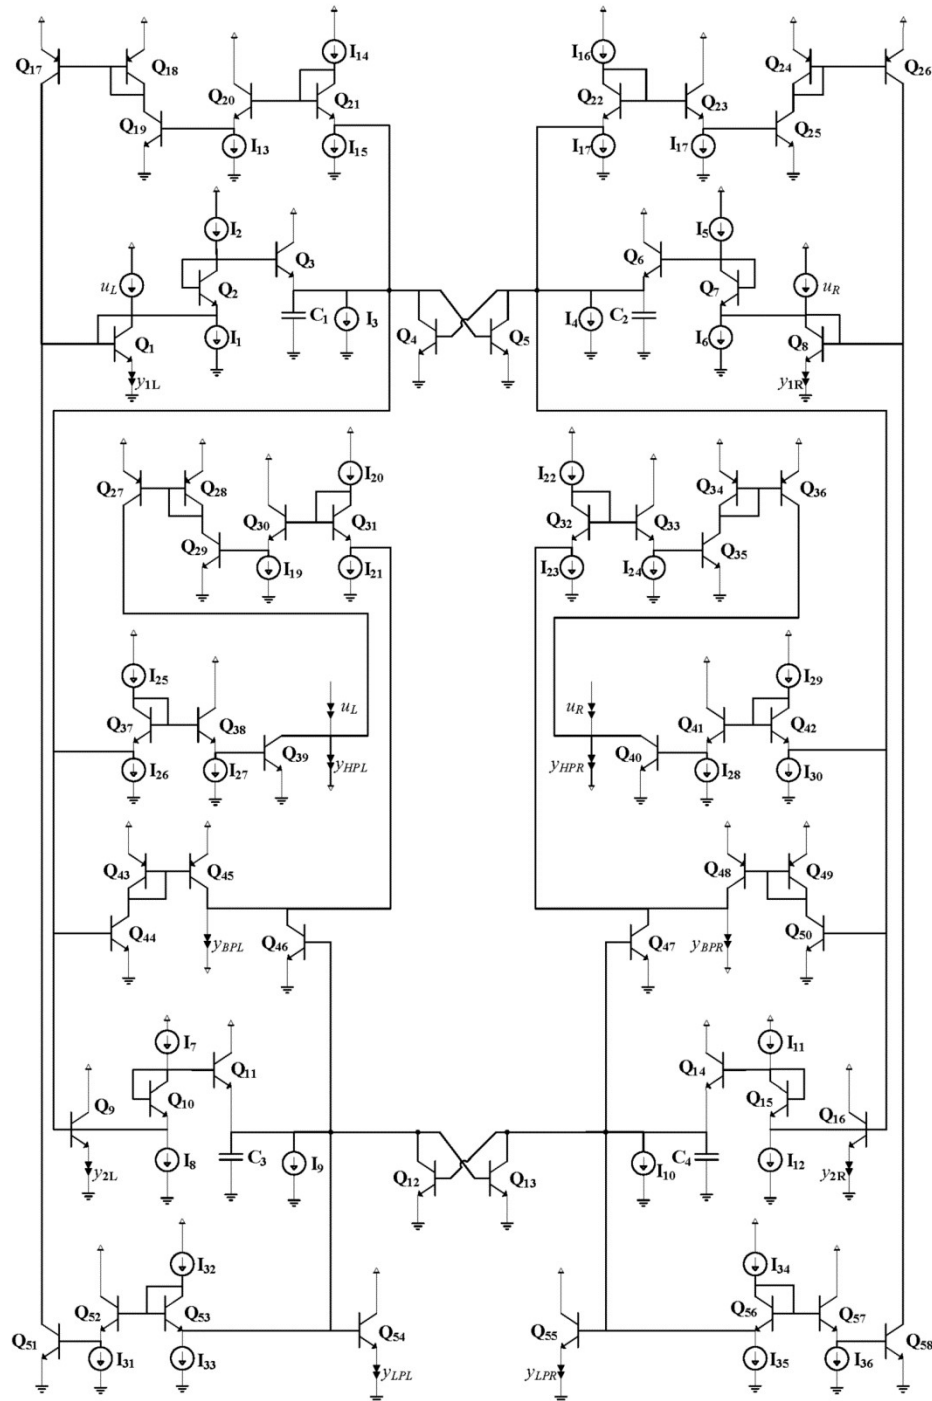 I14 I16
Q17 Q18 Q20 Q21 Q22 Q23 Q24 Q26
Q19 Q25
I13 I15 I17 I17
I2 I5
Q3 Q6
uL Q2 Q7 uR
C1 I3 I4 C2
Q1 I1 Q4 Q5 I6 Q8
y1L y1R
I20 I22
Q27 Q28 Q30 Q31 Q32 Q33 Q34 Q36
Q29 Q35
I19 I21 I23 I24
I25 I29
uL uR
Q37 Q38 Q39 Q40 Q41 Q42
I26 I27 yHPL yHPR I28 I30
Q43 Q45 Q48 Q49
Q44 yBPL Q46 Q47 yBPR Q50
I7 I11
Q11 Q14
Q9 Q10 Q15 Q16
y2L I8 C3 I9 Q12 Q13 I10 C4 I12 y2R
I32 I34
Q52 Q53 Q56 Q57
Q51 Q54 Q55 Q58
I31 I33 I35 I36
yLPL yLPR